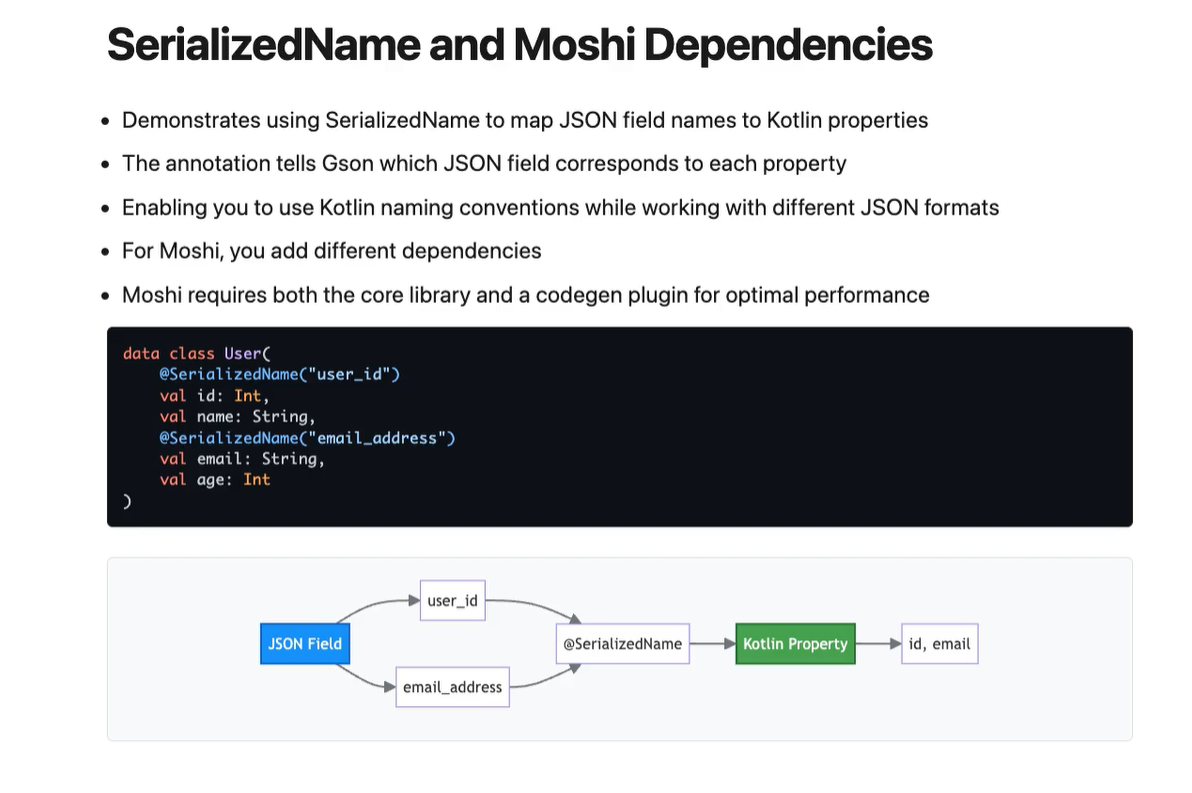 SerializedName and Moshi Dependencies
• Demonstrates using SerializedName to map JSON field names to Kotlin properties
• The annotation tells Gson which JSON field corresponds to each property
• Enabling you to use Kotlin naming conventions while working with different JSON formats
• For Moshi, you add different dependencies
• Moshi requires both the core library and a codegen plugin for optimal performance
data class User(
    @SerializedName("user_id")
    val id: Int,
    val name: String,
    @SerializedName("email_address")
    val email: String,
    val age: Int
)
JSON Field
user_id
email_address
@SerializedName
Kotlin Property
id, email